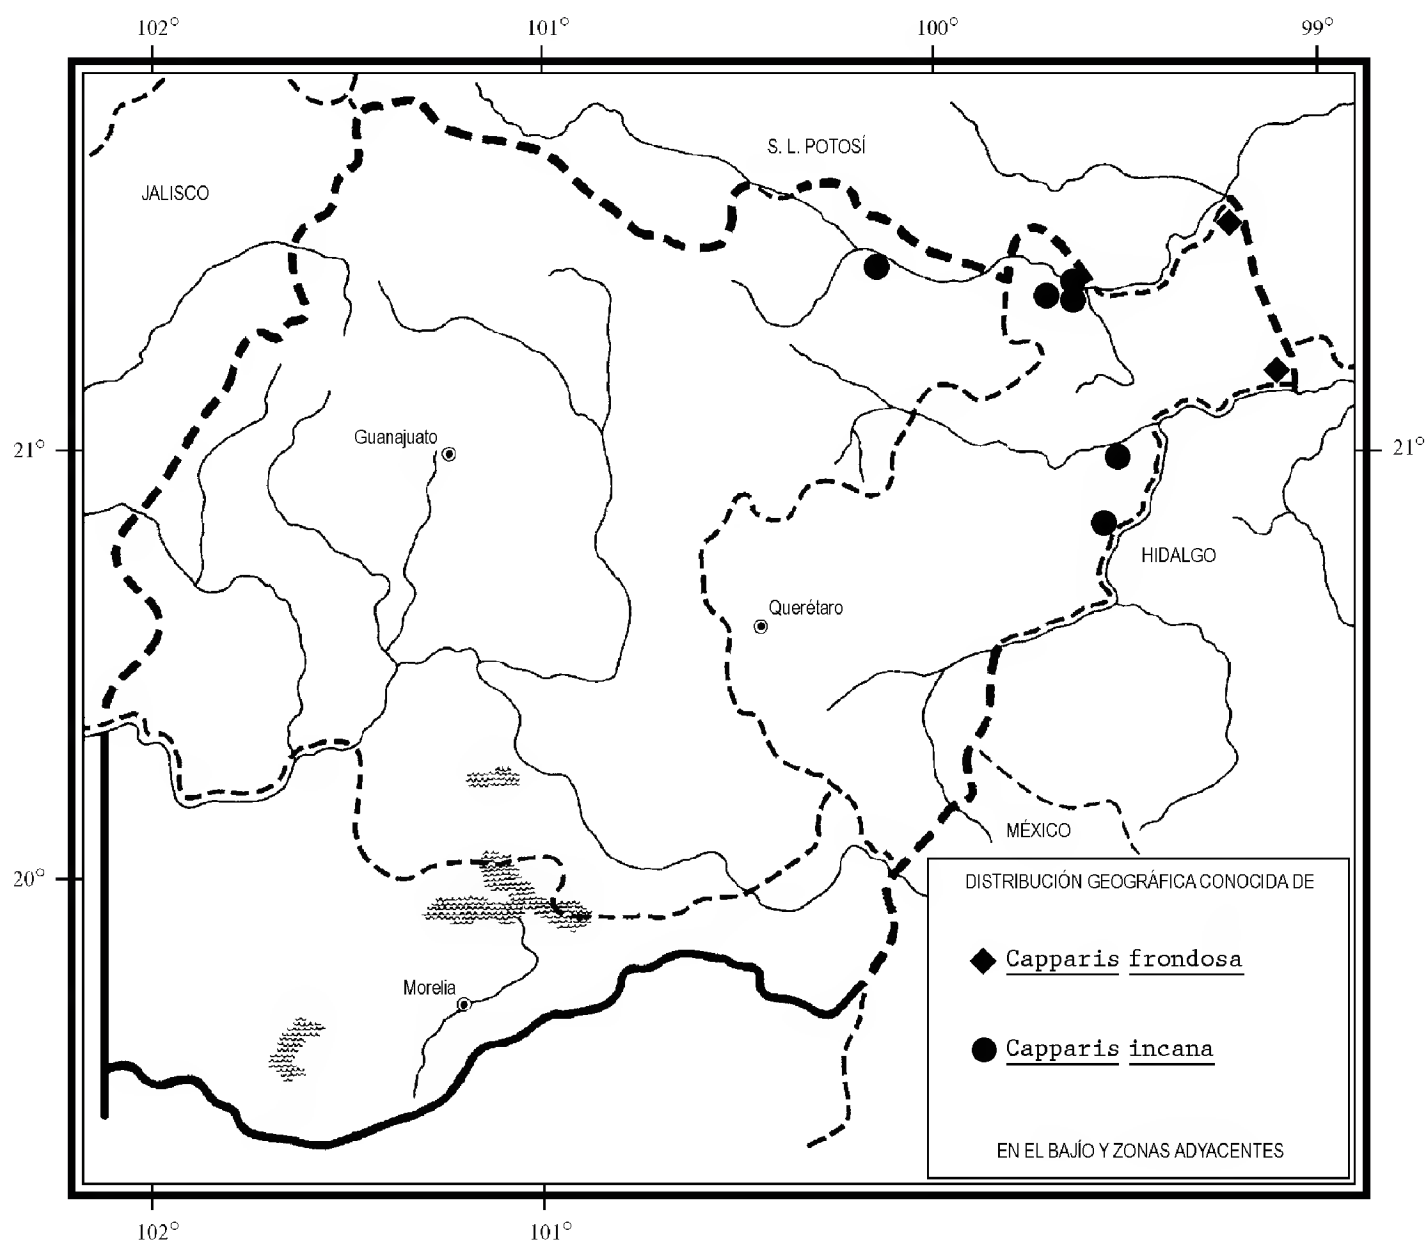 102° 101° 100° 99°
S. L. POTOSÍ
JALISCO
Guanajuato
21° 21°
HIDALGO
Querétaro
MÉXICO
20°
DISTRIBUCIÓN GEOGRÁFICA CONOCIDA DE
Capparis frondosa
Morelia
Capparis incana
EN EL BAJÍO Y ZONAS ADYACENTES
102° 101°